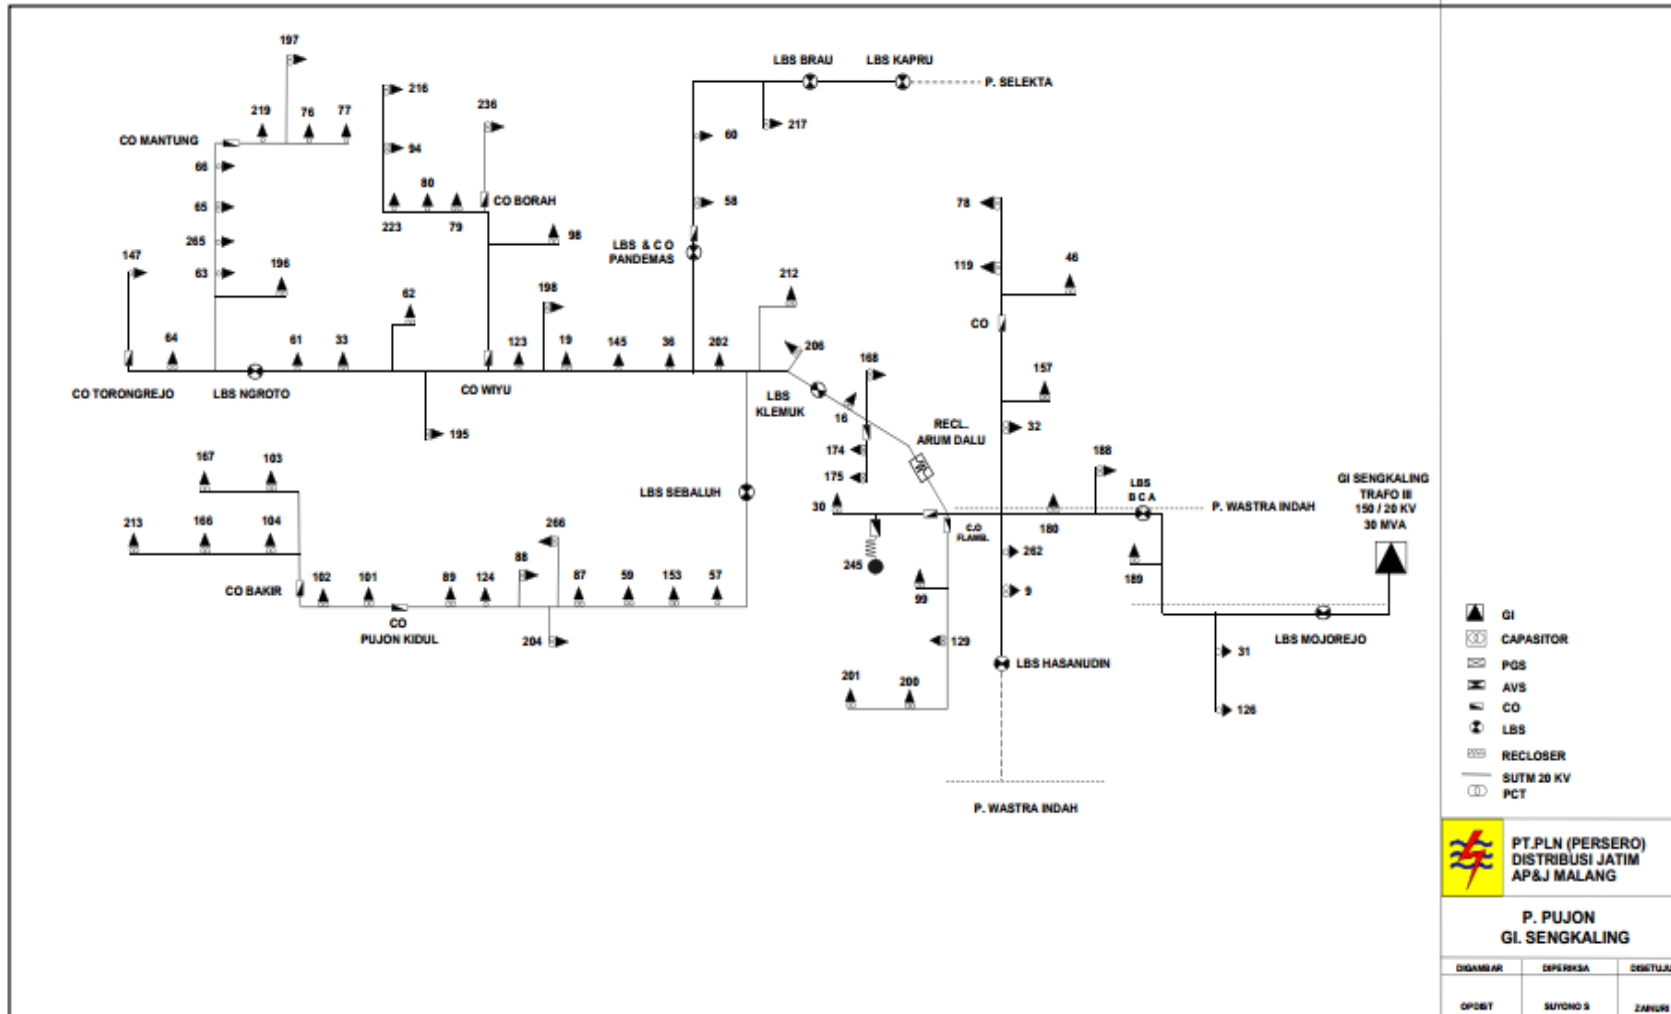 197
LBS BRAU
LBS KAPRU
P. SELEKTA
216
236
217
219
76
77
CO MANTUNG
60
94
66
80
CO BORAH
58
78
65
223
79
98
LBS & C O
PANDEMAS
265
147
63
196
119
46
212
62
198
CO
64
61
33
123
19
145
36
202
206
168
157
CO TORONGREJO
LBS NGROTO
CO WIYU
LBS
KLEMUK
16
RECL.
ARUM DALU
32
195
174
188
167
103
175
LBS
B C A
GI SENGKALING
TRAFO III
150 / 20 KV
30 MVA
LBS SEBALUH
30
P. WASTRA INDAH
213
166
104
266
C.O
FLAMB.
180
88
245
262
189
CO BAKIR
102
101
89
124
87
59
153
57
99
9
CO
PUJON KIDUL
204
129
LBS HASANUDIN
LBS MOJOREJO
31
201
200
126
P. WASTRA INDAH
GI
CAPASITOR
PGS
AVS
CO
LBS
RECLOSER
SUTM 20 KV
PCT
PT.PLN (PERSERO)
DISTRIBUSI JATIM
AP&J MALANG
P. PUJON
GI. SENGKALING
DIGAMBAR
DIPERIKSA
DISETUJU
OPDIST
SUYONO S
ZAINURI